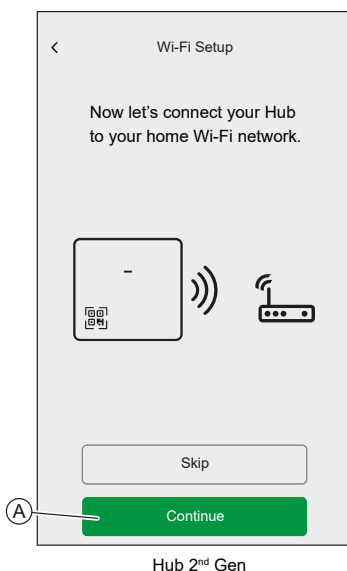 Wi-Fi Setup
Now let's connect your Hub
to your home Wi-Fi network.
Skip
A
Continue
Hub 2nd Gen